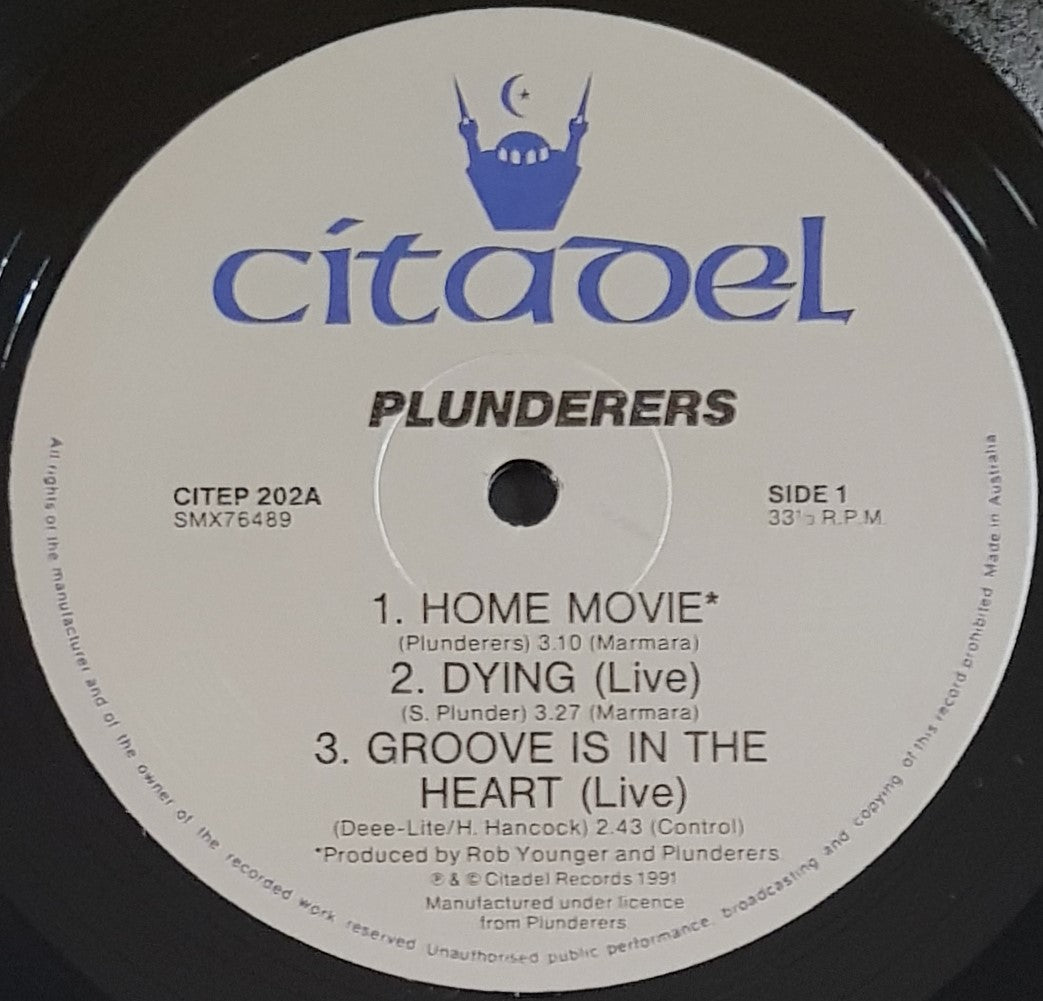 citadel
PLUNDERERS
CITEP 202A
SMX76489
SIDE 1
33⅓ R.P.M.
1. HOME MOVIE*
(Plunderers) 3.10 (Marmara)
2. DYING (Live)
(S. Plunder) 3.27 (Marmara)
3. GROOVE IS IN THE
HEART (Live)
(Deee-Lite/H. Hancock) 2.43 (Control)
*Produced by Rob Younger and Plunderers
℗ & © Citadel Records 1991
Manufactured under licence
from Plunderers
All rights of the manufacturer and of the owner of the recorded work reserved Unauthorised public performance, broadcasting and copying of this record prohibited Made in Australia